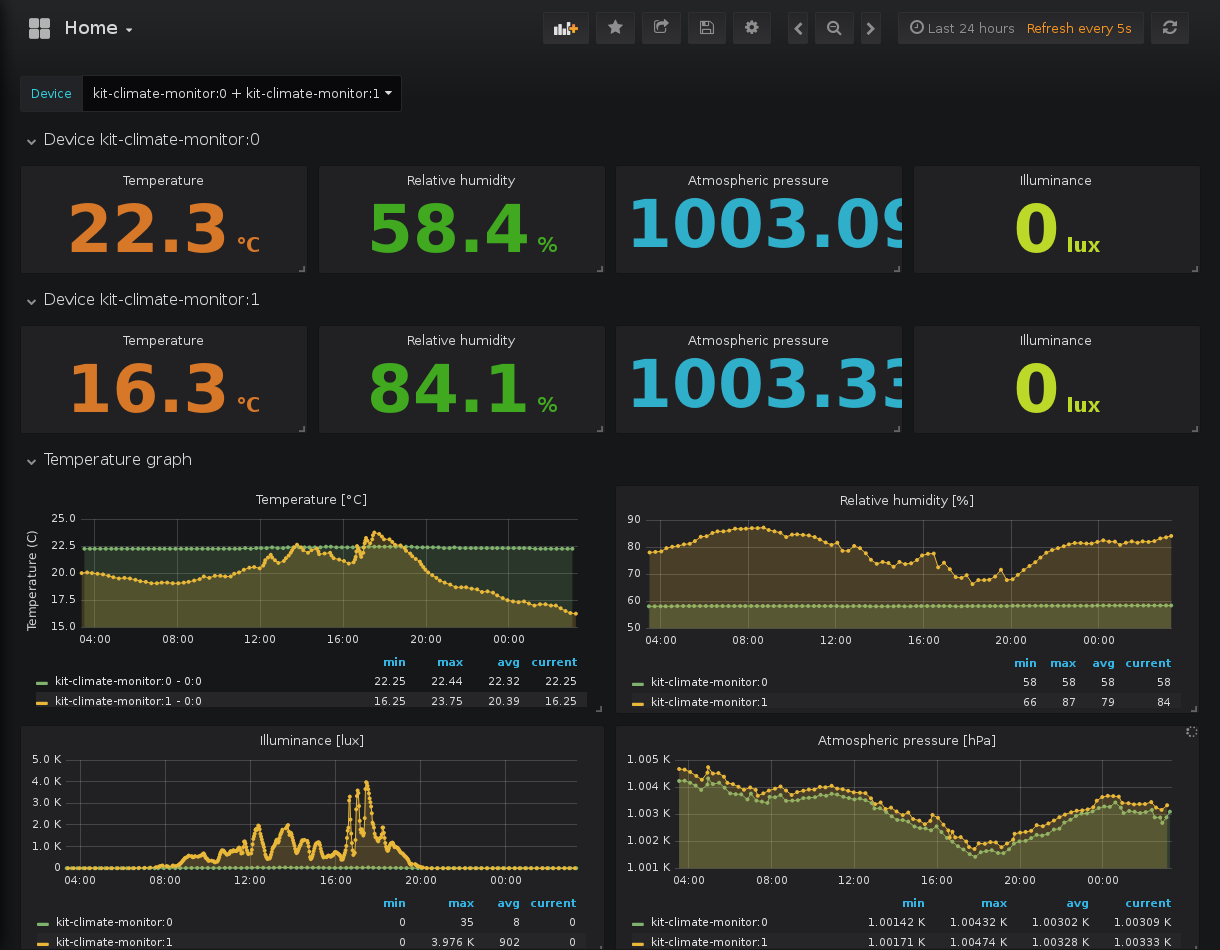 Home
Last 24 hours Refresh every 5s
Device kit-climate-monitor:0 + kit-climate-monitor:1
Device kit-climate-monitor:0
Temperature Relative humidity Atmospheric pressure Illuminance
22.3 °C 58.4 % 1003.09 0 lux
Device kit-climate-monitor:1
Temperature Relative humidity Atmospheric pressure Illuminance
16.3 °C 84.1 % 1003.33 0 lux
Temperature graph
Temperature [°C]
Temperature (C)
25.0
22.5
20.0
17.5
15.0
04:00 08:00 12:00 16:00 20:00 00:00
min max avg current
kit-climate-monitor:0 - 0:0 22.25 22.44 22.32 22.25
kit-climate-monitor:1 - 0:0 16.25 23.75 20.39 16.25
Relative humidity [%]
90
80
70
60
50
04:00 08:00 12:00 16:00 20:00 00:00
min max avg current
kit-climate-monitor:0 58 58 58 58
kit-climate-monitor:1 66 87 79 84
Illuminance [lux]
5.0 K
4.0 K
3.0 K
2.0 K
1.0 K
0
04:00 08:00 12:00 16:00 20:00 00:00
min max avg current
kit-climate-monitor:0 0 35 8 0
kit-climate-monitor:1 0 3.976 K 902 0
Atmospheric pressure [hPa]
1.005 K
1.004 K
1.003 K
1.002 K
1.001 K
04:00 08:00 12:00 16:00 20:00 00:00
min max avg current
kit-climate-monitor:0 1.00142 K 1.00432 K 1.00302 K 1.00309 K
kit-climate-monitor:1 1.00171 K 1.00474 K 1.00328 K 1.00333 K